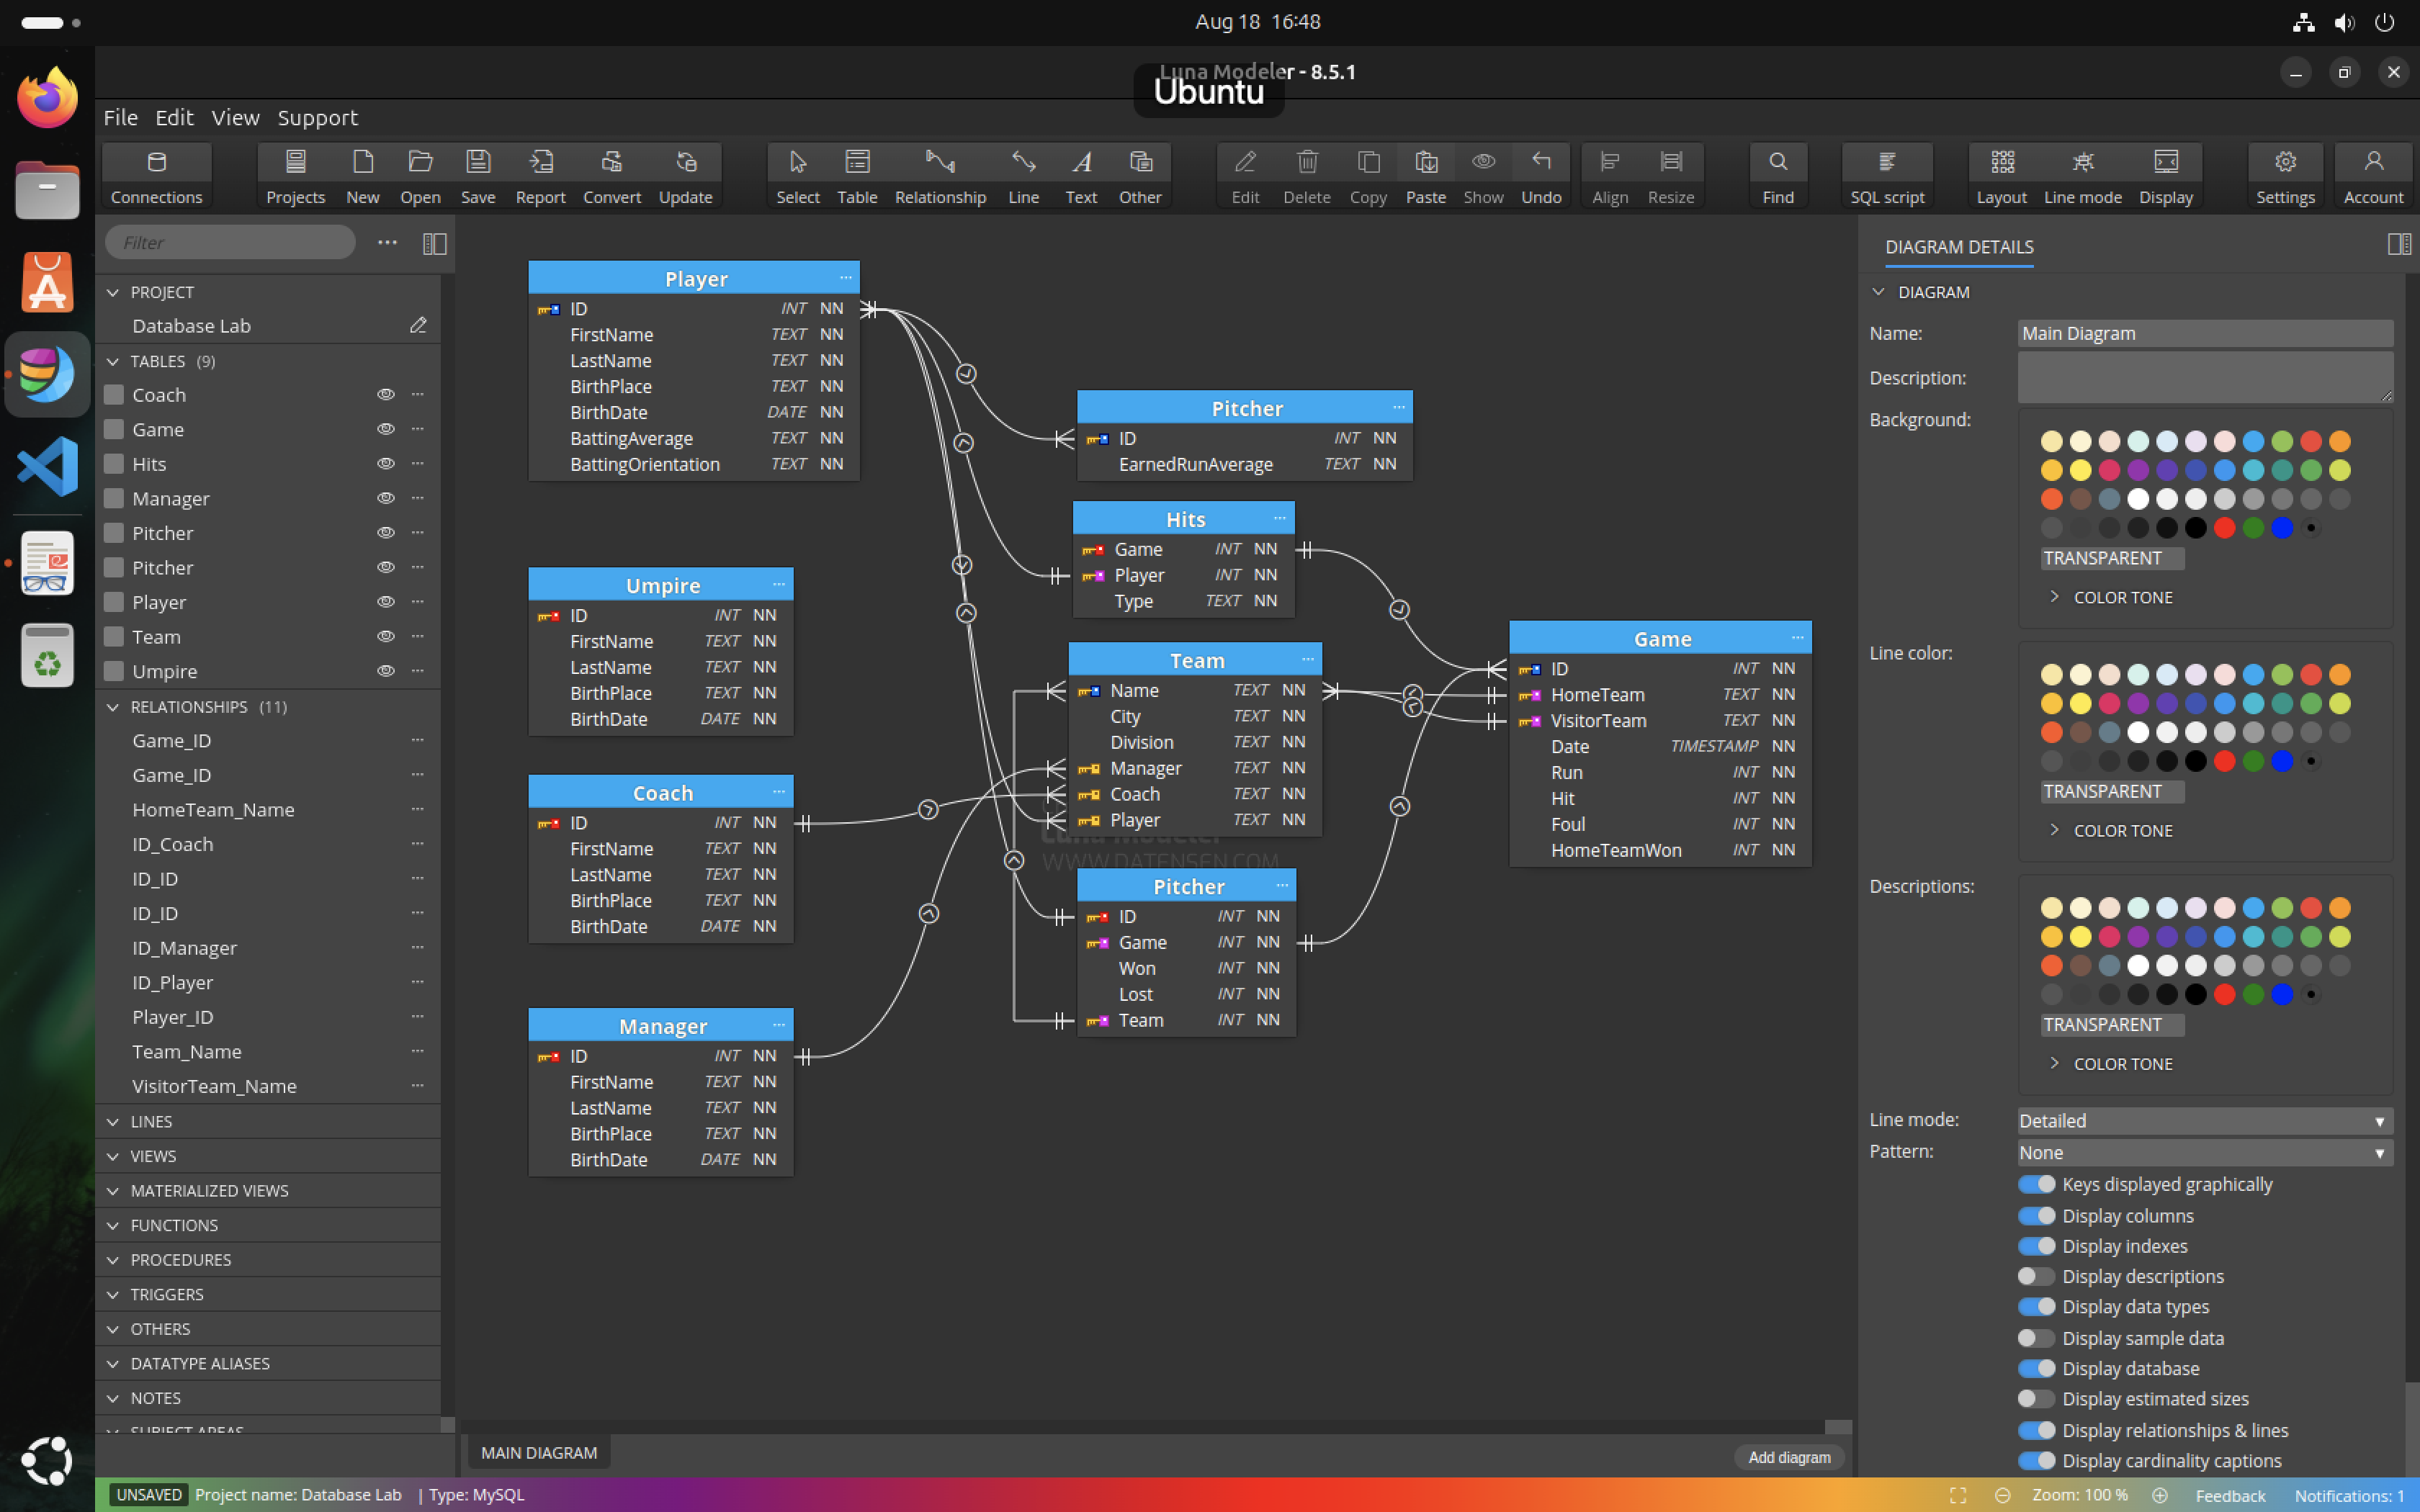 Aug 18 16:48
Luna Modeler - 8.5.1
Ubuntu
File Edit View Support
Connections Projects New Open Save Report Convert Update Select Table Relationship Line Text Other Edit Delete Copy Paste Show Undo Align Resize Find SQL script Layout Line mode Display Settings Account
Filter
PROJECT
Database Lab
TABLES (9)
Coach
Game
Hits
Manager
Pitcher
Pitcher
Player
Team
Umpire
RELATIONSHIPS (11)
Game_ID
Game_ID
HomeTeam_Name
ID_Coach
ID_ID
ID_ID
ID_Manager
ID_Player
Player_ID
Team_Name
VisitorTeam_Name
LINES
VIEWS
MATERIALIZED VIEWS
FUNCTIONS
PROCEDURES
TRIGGERS
OTHERS
DATATYPE ALIASES
NOTES
SUBJECT AREAS
Player
ID INT NN
FirstName TEXT NN
LastName TEXT NN
BirthPlace TEXT NN
BirthDate DATE NN
BattingAverage TEXT NN
BattingOrientation TEXT NN
Umpire
ID INT NN
FirstName TEXT NN
LastName TEXT NN
BirthPlace TEXT NN
BirthDate DATE NN
Coach
ID INT NN
FirstName TEXT NN
LastName TEXT NN
BirthPlace TEXT NN
BirthDate DATE NN
Manager
ID INT NN
FirstName TEXT NN
LastName TEXT NN
BirthPlace TEXT NN
BirthDate DATE NN
Pitcher
ID INT NN
EarnedRunAverage TEXT NN
Hits
Game INT NN
Player INT NN
Type TEXT NN
Team
Name TEXT NN
City TEXT NN
Division TEXT NN
Manager TEXT NN
Coach TEXT NN
Player TEXT NN
Luna Modeler
WWW.DATENSEN.COM
Pitcher
ID INT NN
Game INT NN
Won INT NN
Lost INT NN
Team INT NN
Game
ID INT NN
HomeTeam TEXT NN
VisitorTeam TEXT NN
Date TIMESTAMP NN
Run INT NN
Hit INT NN
Foul INT NN
HomeTeamWon INT NN
MAIN DIAGRAM
Add diagram
DIAGRAM DETAILS
DIAGRAM
Name: Main Diagram
Description:
Background:
TRANSPARENT
COLOR TONE
Line color:
TRANSPARENT
COLOR TONE
Descriptions:
TRANSPARENT
COLOR TONE
Line mode: Detailed
Pattern: None
Keys displayed graphically
Display columns
Display indexes
Display descriptions
Display data types
Display sample data
Display database
Display estimated sizes
Display relationships & lines
Display cardinality captions
UNSAVED Project name: Database Lab | Type: MySQL
Zoom: 100 % Feedback Notifications: 1